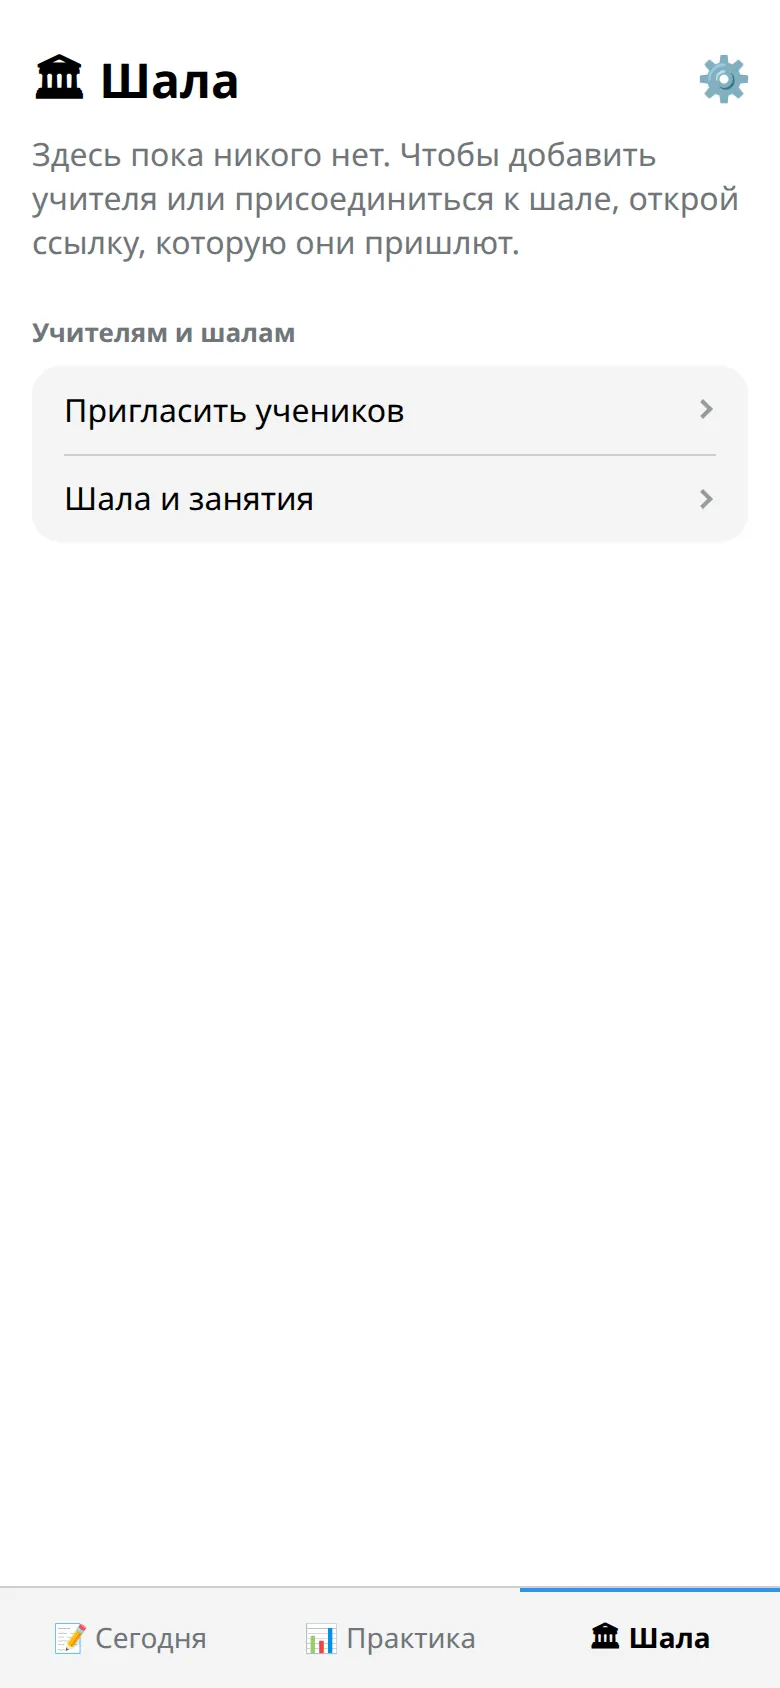 🏛 Шала
Здесь пока никого нет. Чтобы добавить
учителя или присоединиться к шале, открой
ссылку, которую они пришлют.
Учителям и шалам
Пригласить учеников
Шала и занятия
Сегодня
Практика
Шала